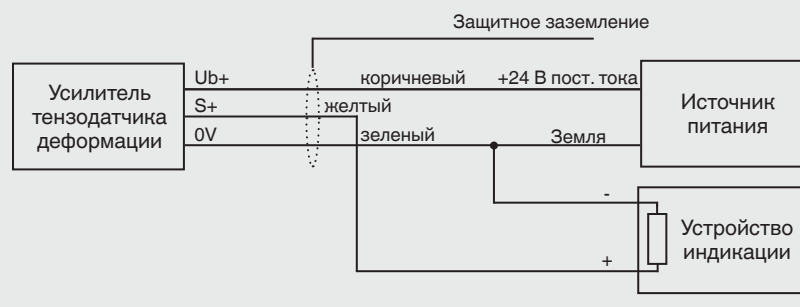 Защитное заземление
Усилитель
тензодатчика
деформации
Ub+
коричневый
+24 В пост. тока
S+
желтый
0V
зеленый
Земля
Источник
питания
-
+
Устройство
индикации